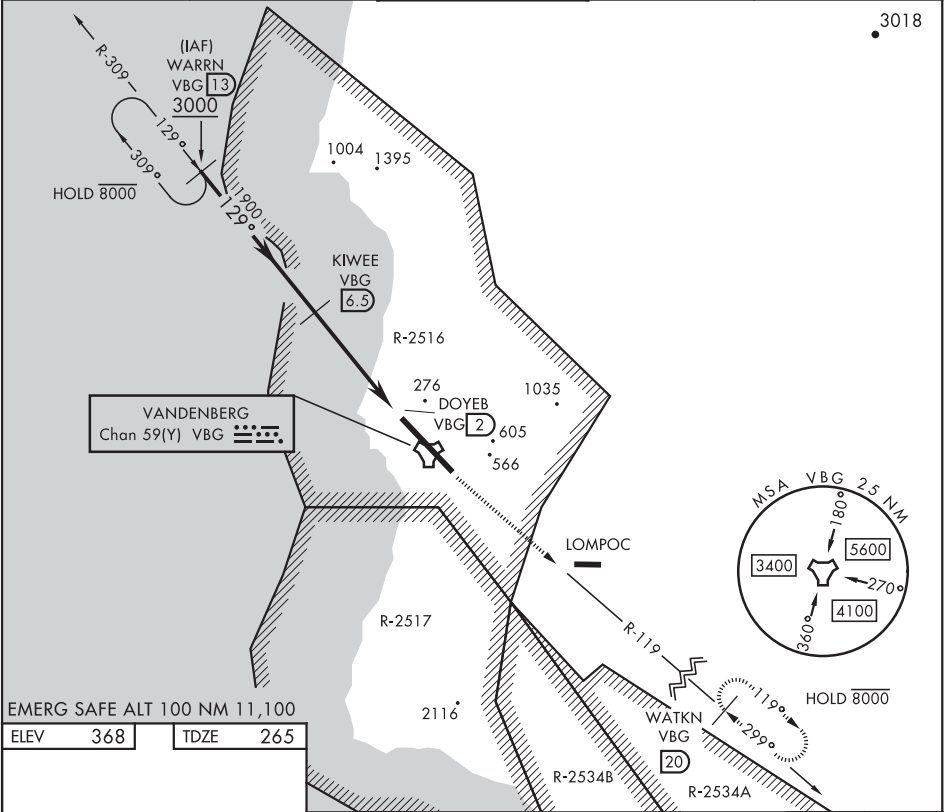 3018
(IAF)
WARRN
VBG 13
3000
R-309
129°
309°
HOLD 8000
1004
1395
1900
129°
KIWEE
VBG
6.5
R-2516
276
1035
DOYEB
VBG 2
605
566
VANDENBERG
Chan 59(Y) VBG
LOMPOC
MSA VBG 25 NM
180°
3400
5600
270°
4100
360°
R-2517
R-119
2116
119°
299°
HOLD 8000
WATKN
VBG
20
R-2534B
R-2534A
EMERG SAFE ALT 100 NM 11,100
ELEV 368
TDZE 265